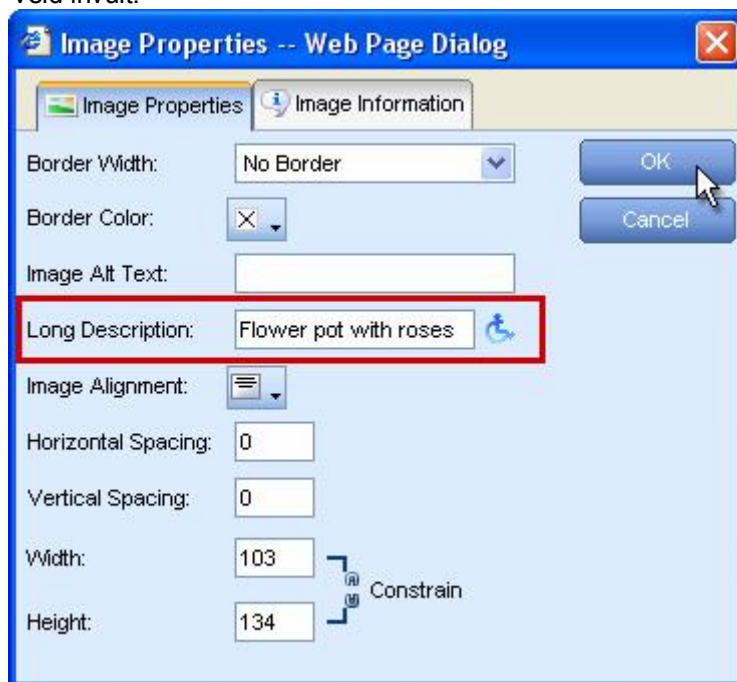 Image Properties -- Web Page Dialog
Image Properties Image Information
Border Width: No Border OK
Border Color: Cancel
Image Alt Text:
Long Description: Flower pot with roses
Image Alignment:
Horizontal Spacing: 0
Vertical Spacing: 0
Width: 103
Constrain
Height: 134